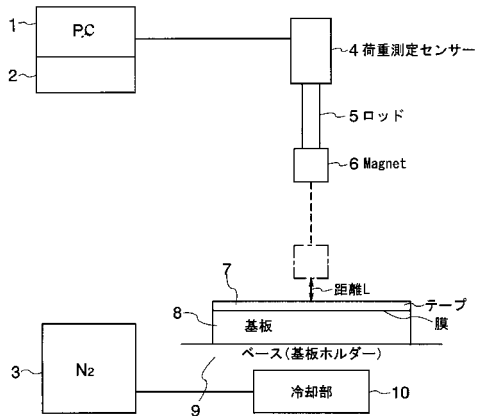 1
PC
2
4 荷重測定センサー
5 ロッド
6 Magnet
距離L
7
テープ
8
基板
膜
ベース(基板ホルダー)
3
N2
9
冷却部
10